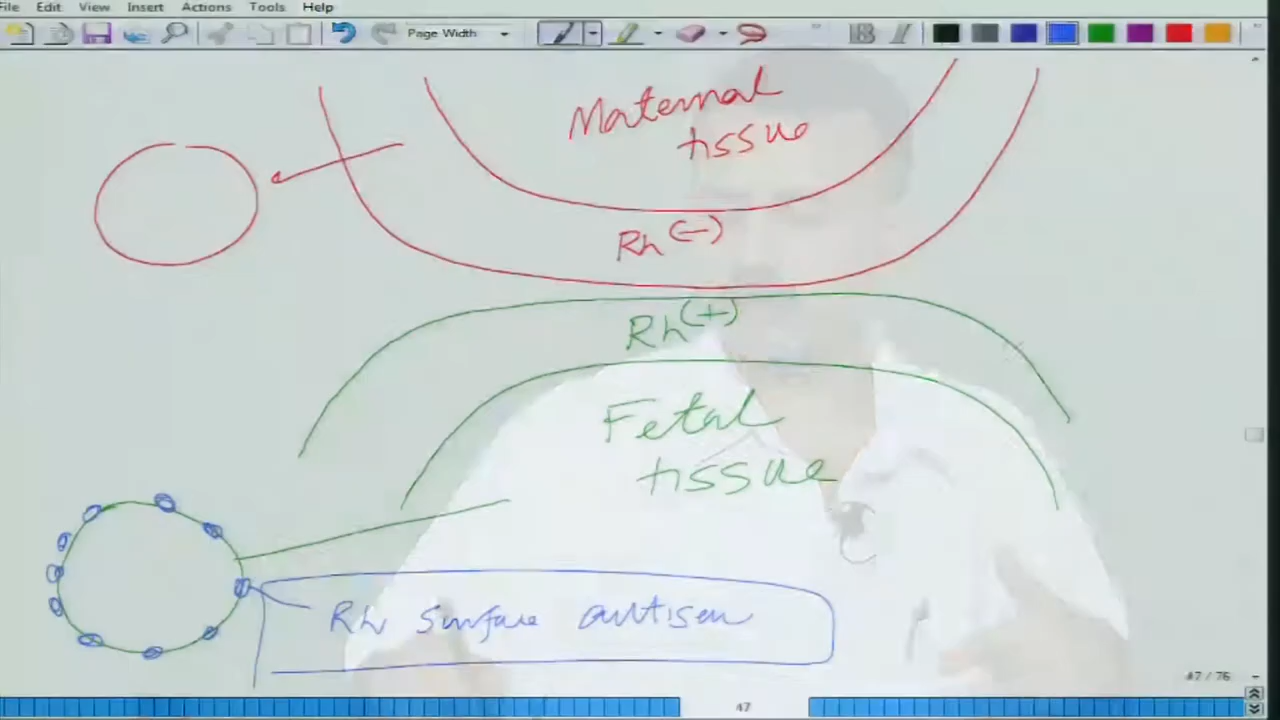 File Edit View Insert Actions Tools Help
Page Width
B I
Maternal
tissue
Rh (-)
Rh (+)
Fetal
tissue
Rh surface antigen
47 / 76
47